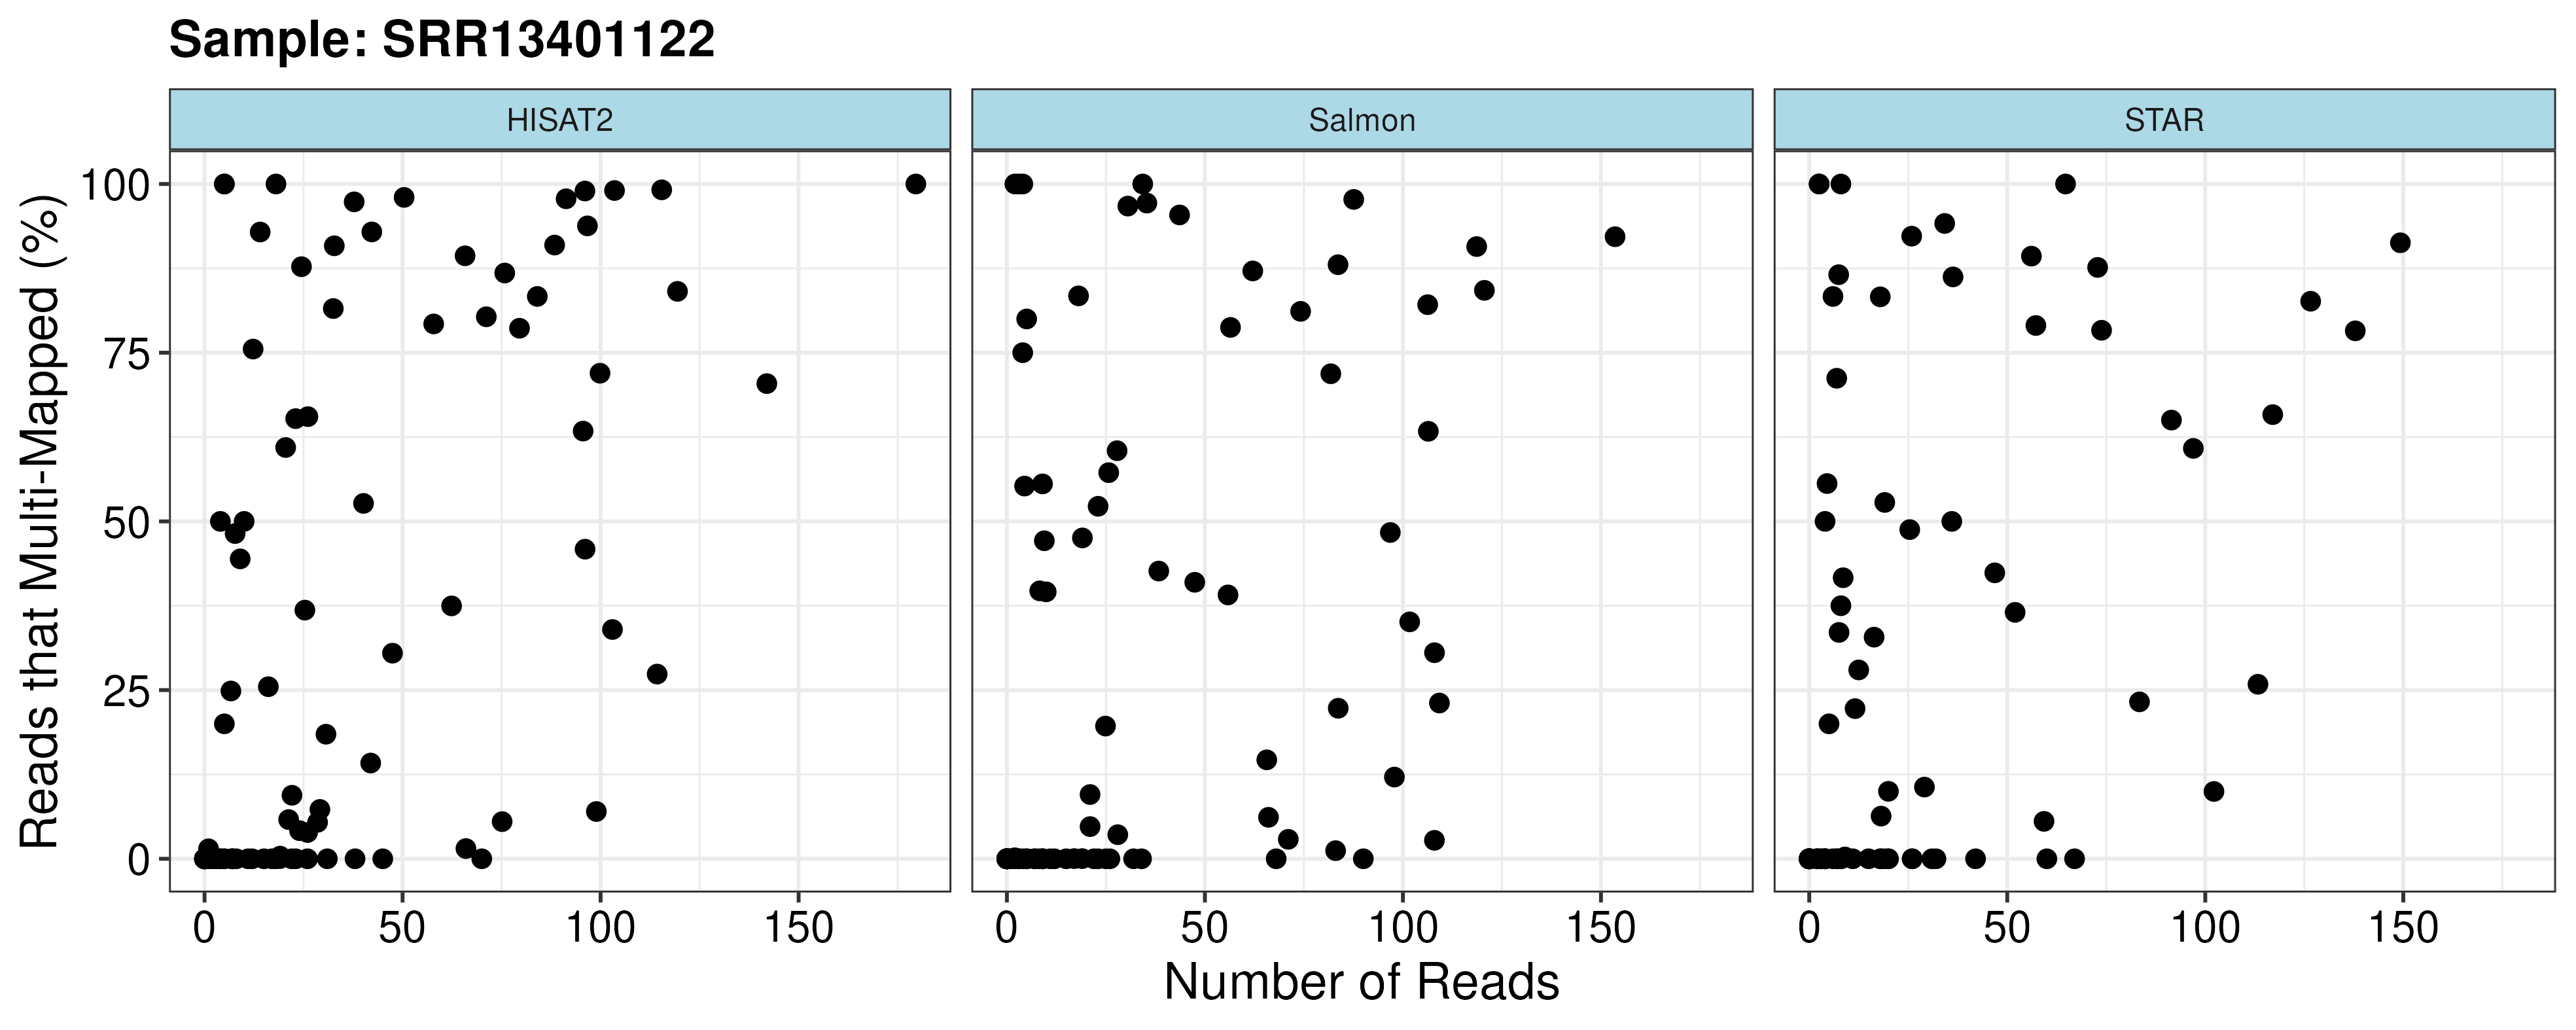 Sample: SRR13401122
HISAT2 Salmon STAR
Reads that Multi-Mapped (%)
100
75
50
25
0
0 50 100 150 0 50 100 150 0 50 100 150
Number of Reads